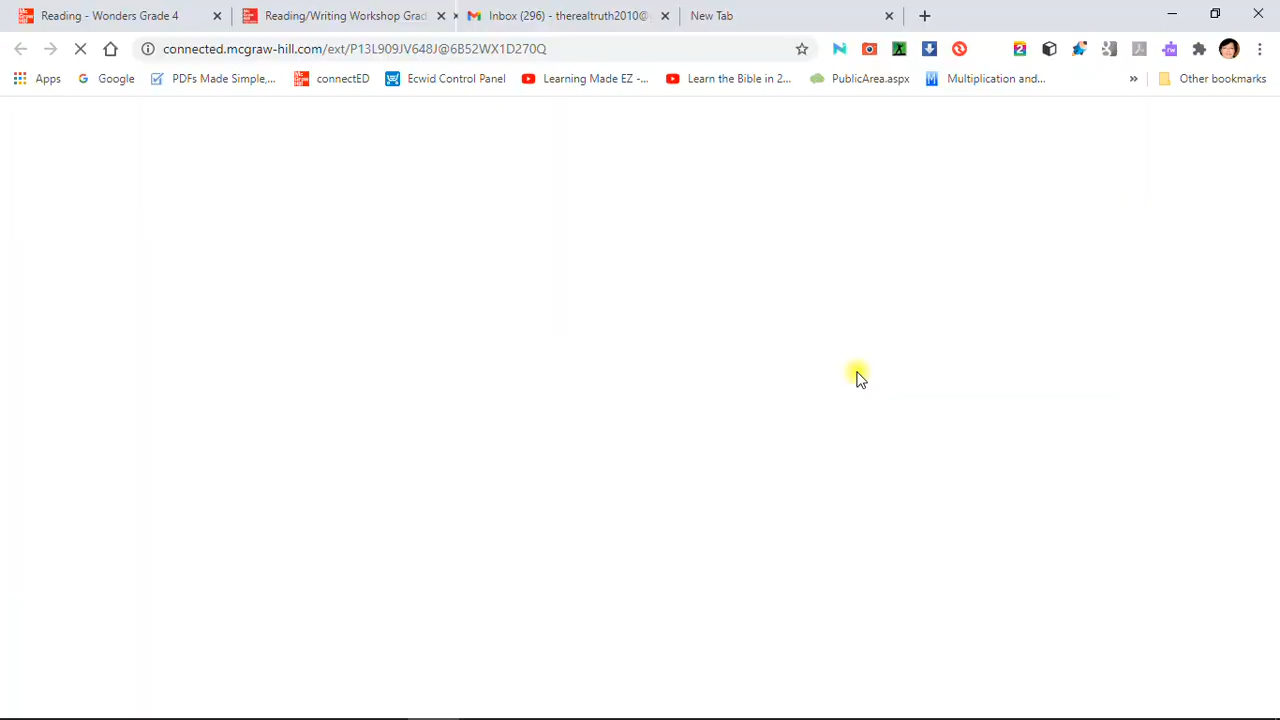 Reading - Wonders Grade 4
Reading/Writing Workshop Grad
Inbox (296) - therealtruth2010@
New Tab
connected.mcgraw-hill.com/ext/P13L909JV648J@6B52WX1D270Q
Apps
Google
PDFs Made Simple,...
connectED
Ecwid Control Panel
Learning Made EZ -...
Learn the Bible in 2...
PublicArea.aspx
Multiplication and...
»
Other bookmarks